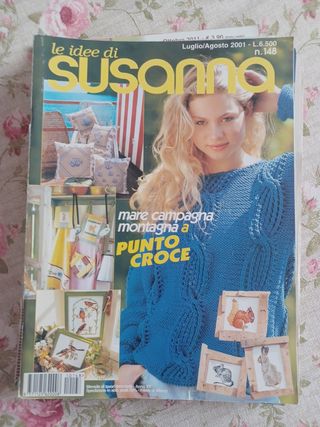 Ottobre 2011 - € 3,90
le idee di
Luglio/Agosto 2001 - L.6.500
SUSANNA
n.148
mare campagna
montagna a
PUNTO
CROCE